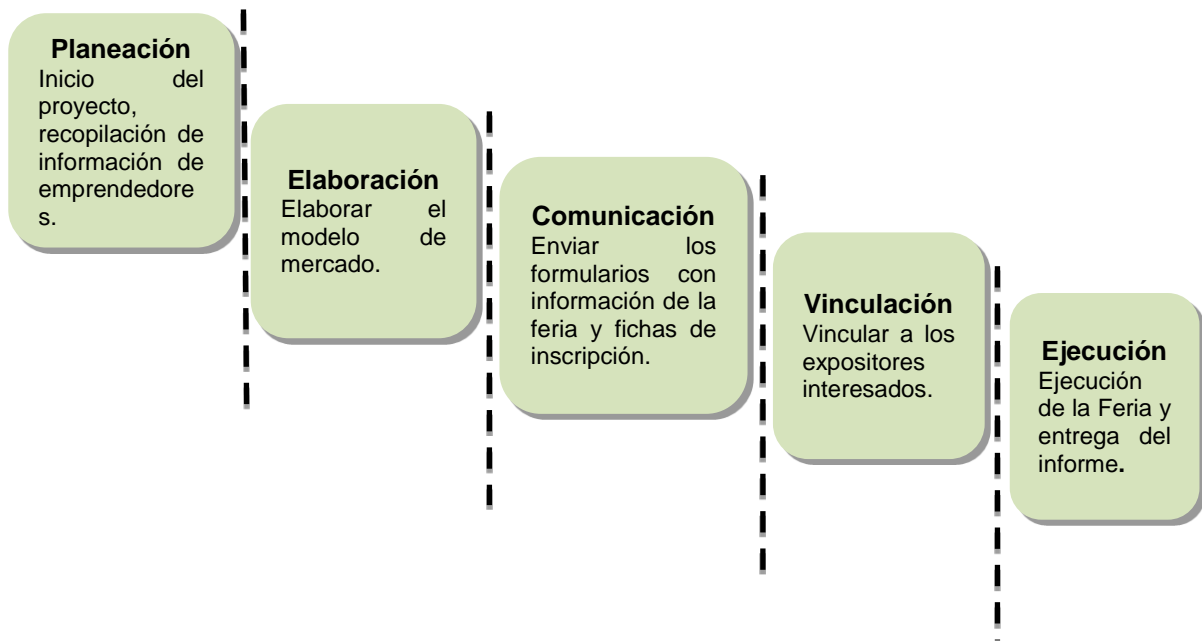 Planeación
Inicio del
proyecto,
recopilación de
información de
emprendedore
s.
Elaboración
Elaborar el
modelo de
mercado.
Comunicación
Enviar los
formularios con
información de la
feria y fichas de
inscripción.
Vinculación
Vincular a los
expositores
interesados.
Ejecución
Ejecución
de la Feria y
entrega del
informe.